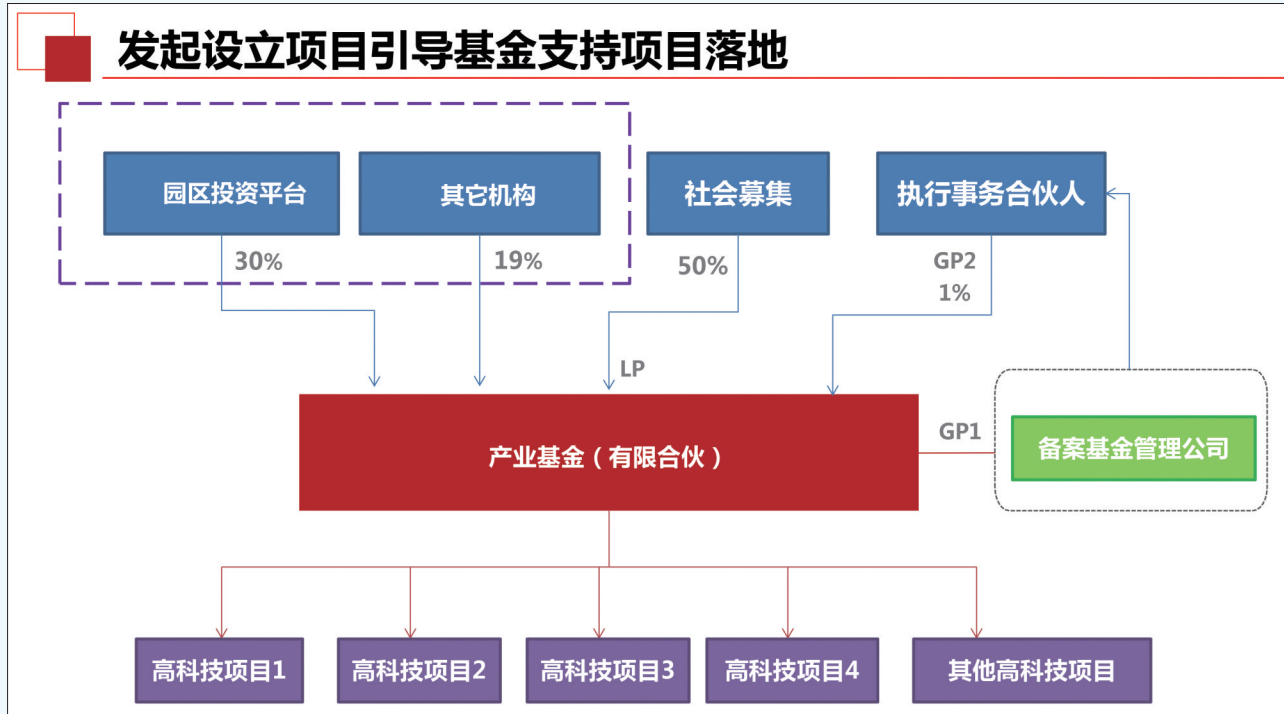 发起设立项目引导基金支持项目落地
园区投资平台
其它机构
社会募集
执行事务合伙人
30%
19%
50%
GP2
1%
LP
产业基金（有限合伙）
GP1
备案基金管理公司
高科技项目1
高科技项目2
高科技项目3
高科技项目4
其他高科技项目